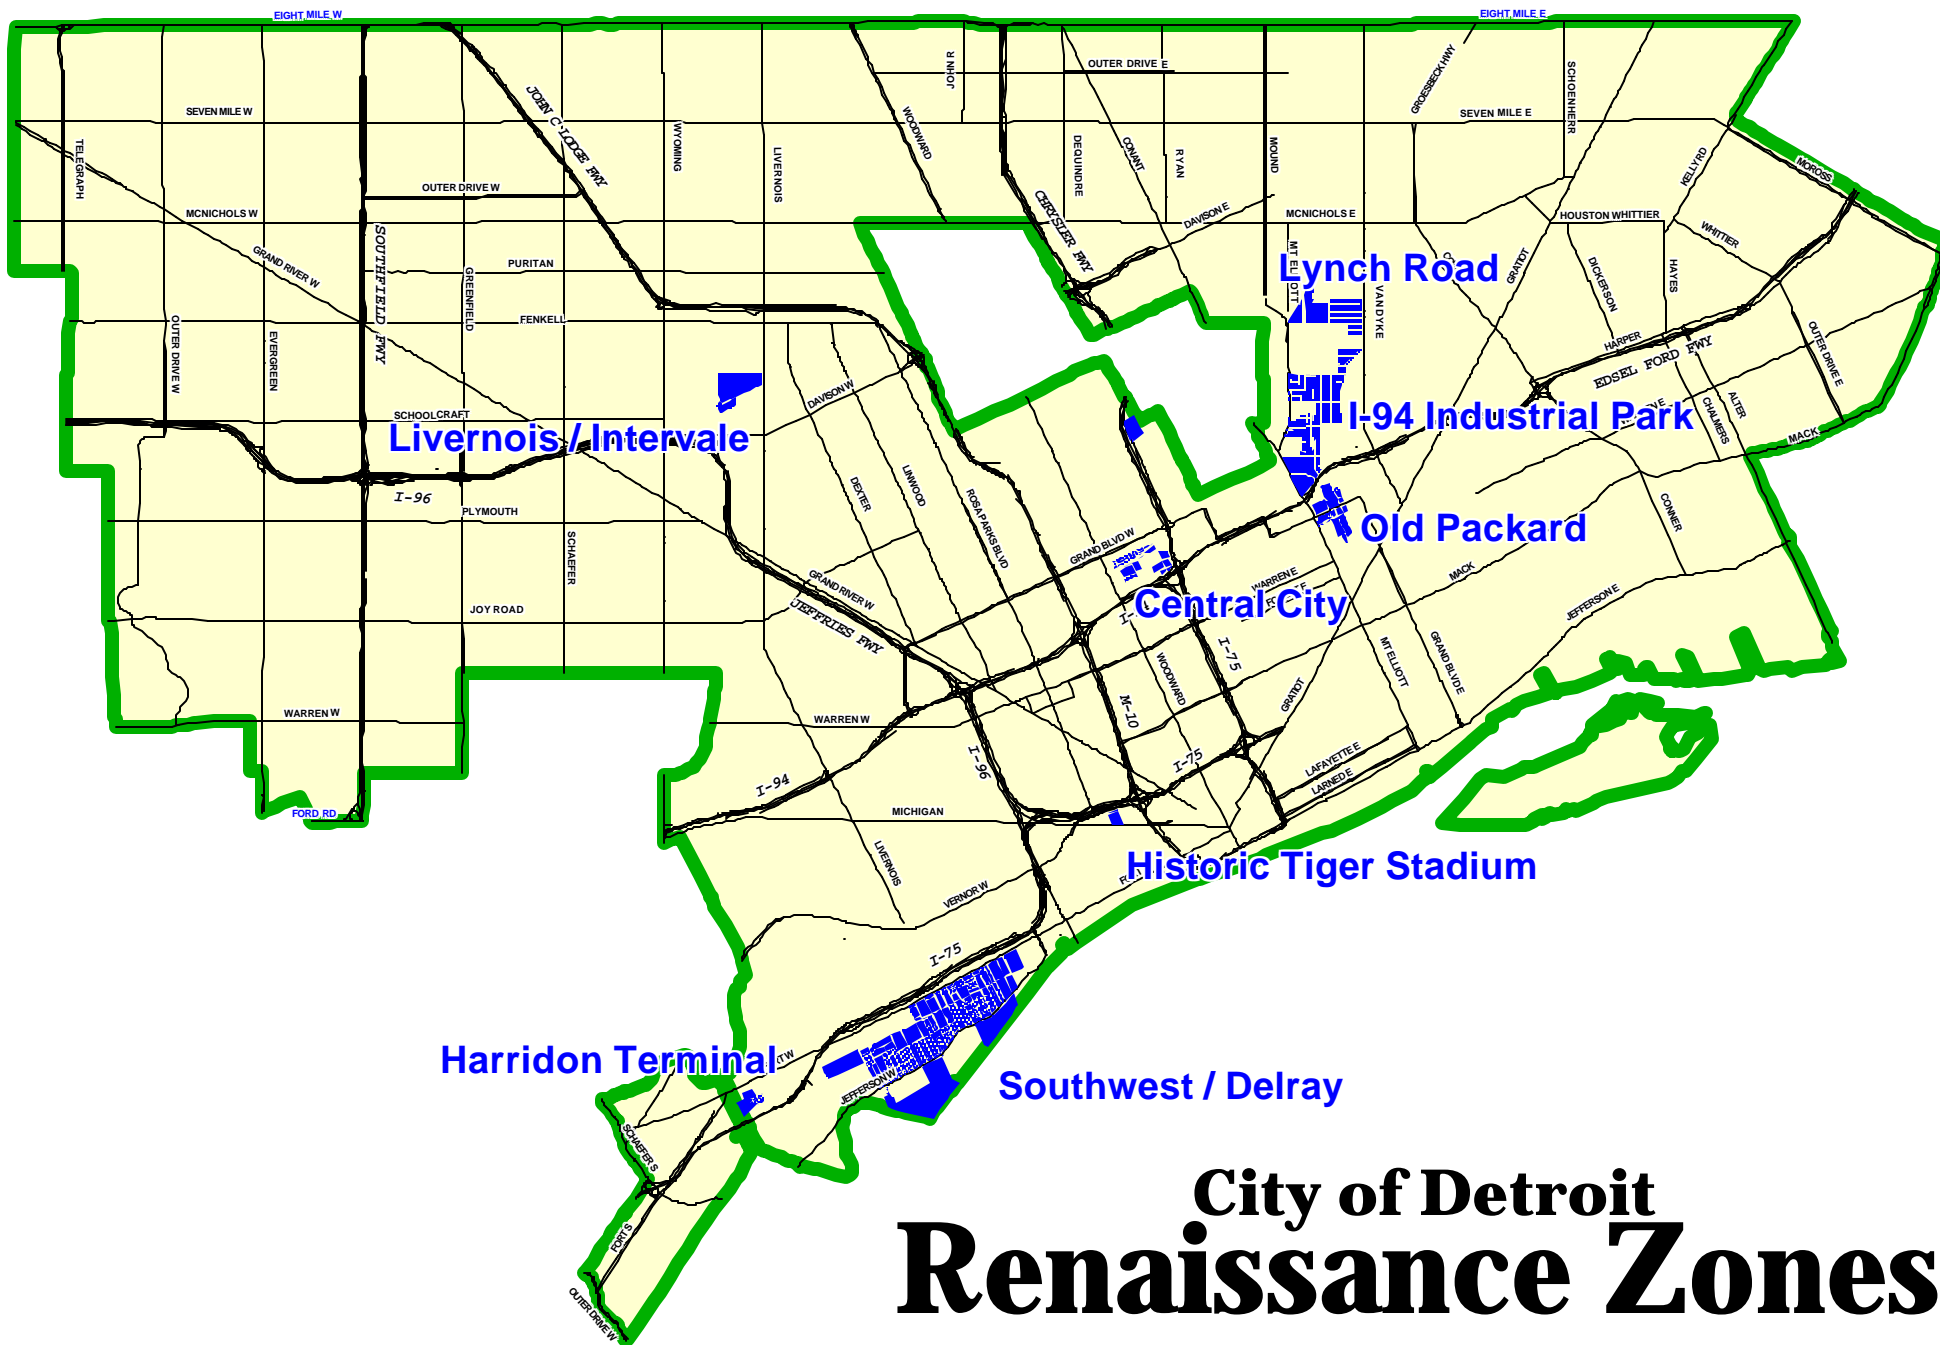 EIGHT MILE W
EIGHT MILE E
JOHN R
OUTER DRIVE E
GROESBECK HWY
SCHOENHERR
SEVEN MILE W
JOHN C LODGE FWY
WYOMING
WOODWARD
SEVEN MILE E
TELEGRAPH
LIVERNOIS
DEQUINDRE
CONANT
RYAN
MOUND
KELLY RD
MOROSS
OUTER DRIVE W
MCNICHOLS W
CHRYSLER FWY
DAVISON E
MCNICHOLS E
HOUSTON WHITTIER
WHITTIER
GRAND RIVER W
SOUTHFIELD FWY
PURITAN
GREENFIELD
MT ELLIOTT
Lynch Road
GRATIOT
DICKERSON
HAYES
OUTER DRIVE W
EVERGREEN
FENKELL
VANDYKE
HARPER
EDSEL FORD FWY
OUTER DRIVE E
SCHOOLCRAFT
DAVISON W
Livernois / Intervale
I-94 Industrial Park
ALTER
CHALMERS
MACK
I-96
PLYMOUTH
SCHAEFER
DEXTER
LINWOOD
ROSA PARKS BLVD
GRAND BLVD W
Old Packard
CONNER
JOY ROAD
GRAND RIVER W
JEFFRIES FWY
WARREN E
MACK
JEFFERSON E
Central City
I-75
WOODWARD
MT ELLIOTT
GRAND BLVD E
WARREN W
WARREN W
M-10
GRATIOT
I-96
I-75
I-94
LAFAYETTE E
LARNED E
FORD RD
MICHIGAN
LIVERNOIS
VERNOR W
Historic Tiger Stadium
I-75
Harridon Terminal
JEFFERSON W
Southwest / Delray
SCHAEFER S
FORT S
OUTER DRIVE W
City of Detroit
Renaissance Zones